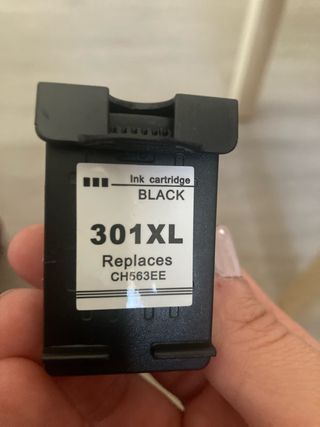 Ink cartridge
BLACK
301XL
Replaces
CH563EE